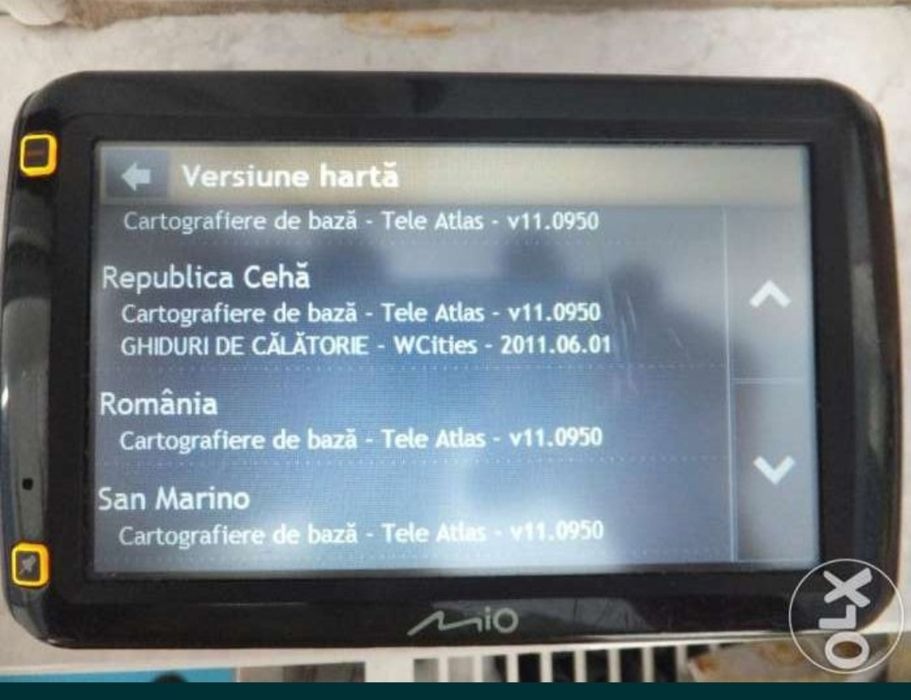 Versiune hartă
Cartografiere de bază - Tele Atlas - v11.0950
Republica Cehă
Cartografiere de bază - Tele Atlas - v11.0950
GHIDURI DE CĂLĂTORIE - WCities - 2011.06.01
România
Cartografiere de bază - Tele Atlas - v11.0950
San Marino
Cartografiere de bază - Tele Atlas - v11.0950
Mio
OLX